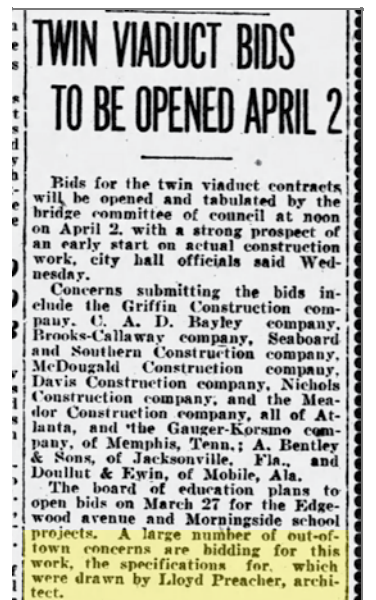 TWIN VIADUCT BIDS
TO BE OPENED APRIL 2
Bids for the twin viaduct contracts
will be opened and tabulated by the
bridge committee of council at noon
on April 2, with a strong prospect of
an early start on actual construction
work, city hall officials said Wed-
nesday.
Concerns submitting the bids in-
clude the Griffin Construction com-
pany, C. A. D. Bayley company,
Brooks-Callaway company, Seaboard
and Southern Construction company,
McDougald Construction company,
Davis Construction company, Nichols
Construction company, and the Mea-
dor Construction company, all of At-
lanta, and the Gauger-Korsmo com-
pany, of Memphis, Tenn.; A. Bentley
& Sons, of Jacksonville, Fla., and
Doullut & Ewin, of Mobile, Ala.
The board of education plans to
open bids on March 27 for the Edge-
wood avenue and Morningside school
projects. A large number of out-of-
town concerns are bidding for this
work, the specifications for, which
were drawn by Lloyd Preacher, archi-
tect.